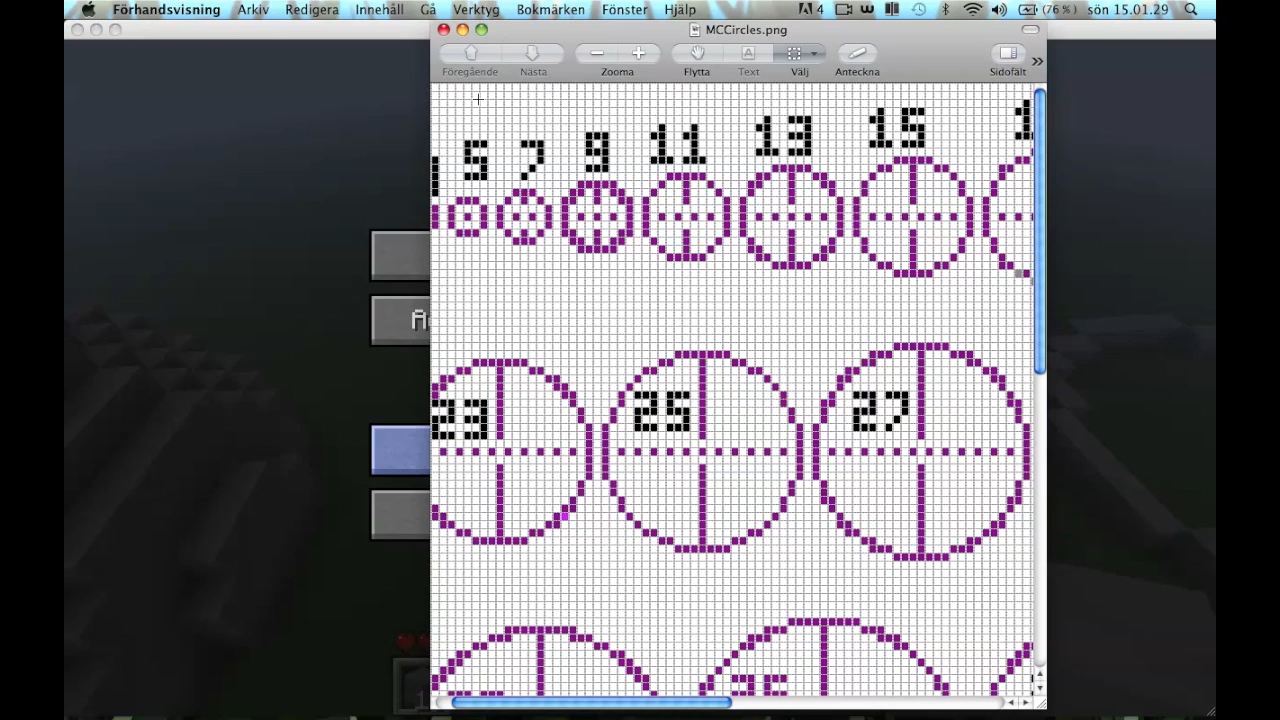 Förhandsvisning Arkiv Redigera Innehåll Gå Verktyg Bokmärken Fönster Hjälp 4 (76 %) sön 15.01.29
MCCircles.png
Föregående Nästa Zooma Flytta Text Välj Anteckna Sidofält
5 7 9 11 13 15
23 25 27